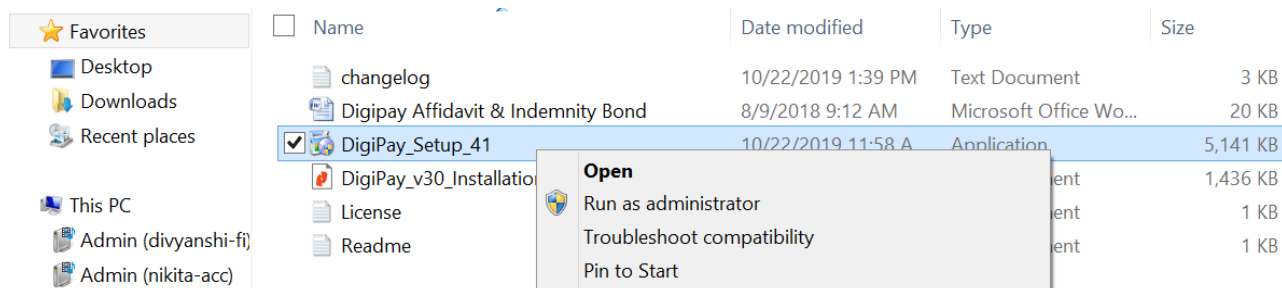 Favorites
Desktop
Downloads
Recent places
This PC
Admin (divyanshi-fi)
Admin (nikita-acc)
Name Date modified Type Size
changelog 10/22/2019 1:39 PM Text Document 3 KB
Digipay Affidavit & Indemnity Bond 8/9/2018 9:12 AM Microsoft Office Wo... 20 KB
DigiPay_Setup_41 10/22/2019 11:58 A Application 5,141 KB
DigiPay_v30_Installatio ent 1,436 KB
License ent 1 KB
Readme ent 1 KB
Open
Run as administrator
Troubleshoot compatibility
Pin to Start